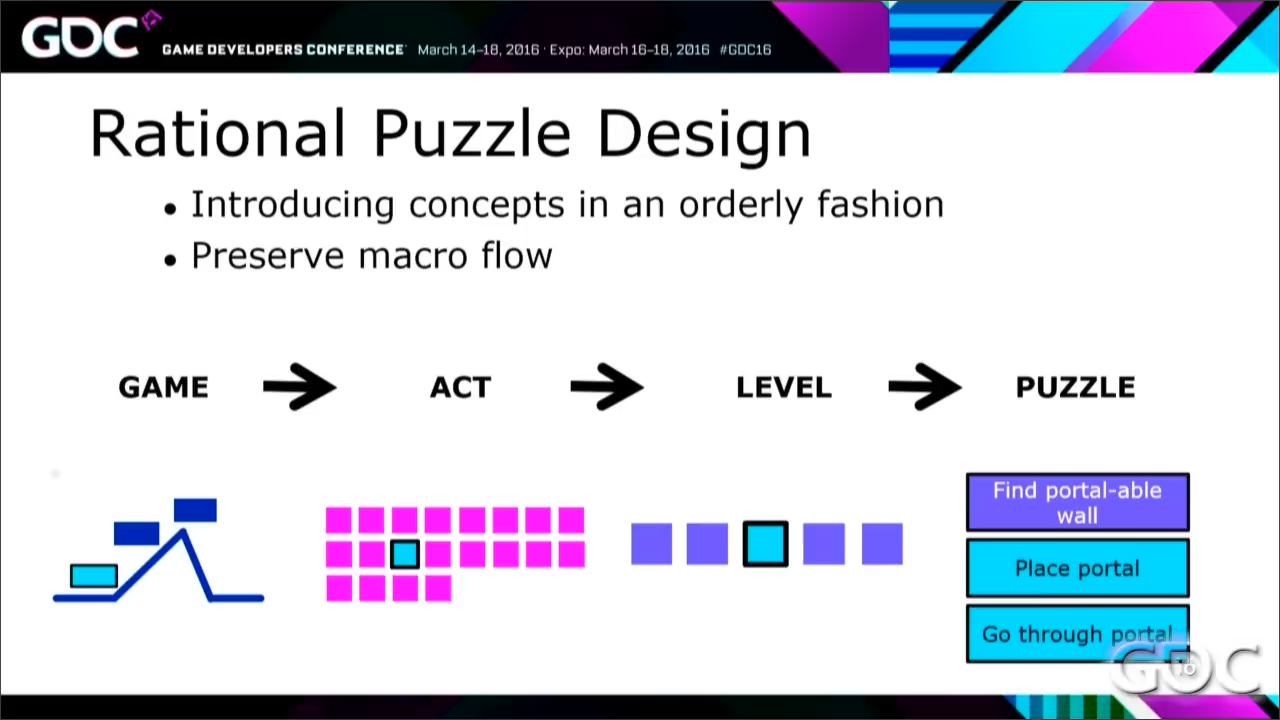 GDC
GAME DEVELOPERS CONFERENCE March 14-18, 2016 · Expo: March 16-18, 2016 #GDC16
Rational Puzzle Design
• Introducing concepts in an orderly fashion
• Preserve macro flow
GAME
ACT
LEVEL
PUZZLE
Find portal-able
wall
Place portal
Go through portal
GDC
16